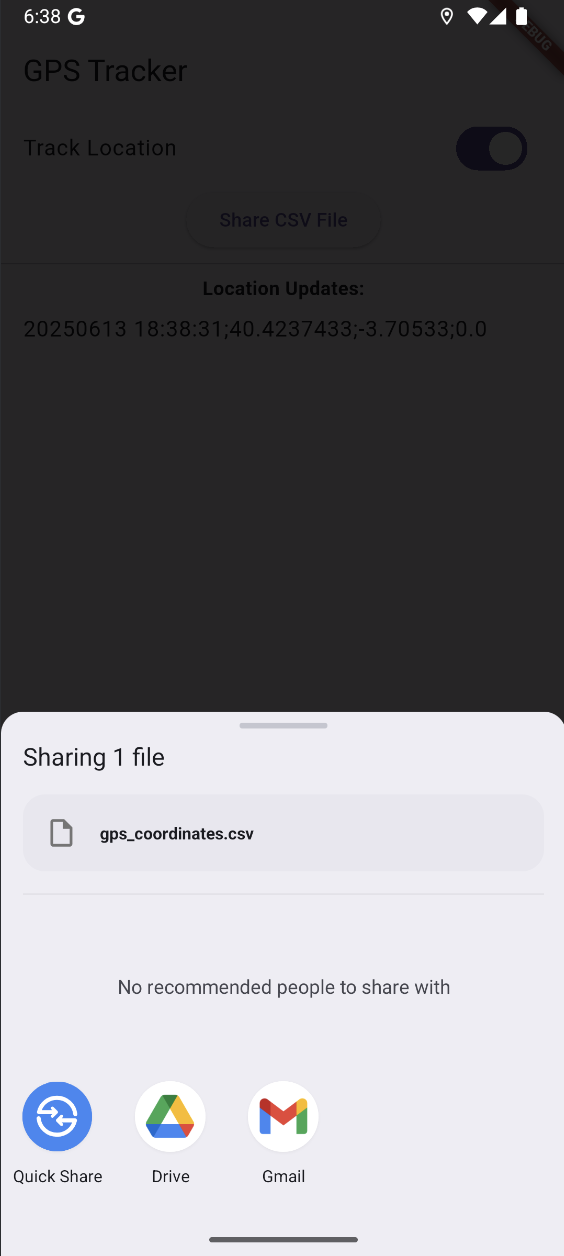 6:38 G
DEBUG
GPS Tracker
Track Location
Share CSV File
Location Updates:
20250613 18:38:31;40.4237433;-3.70533;0.0
Sharing 1 file
gps_coordinates.csv
No recommended people to share with
Quick Share
Drive
Gmail